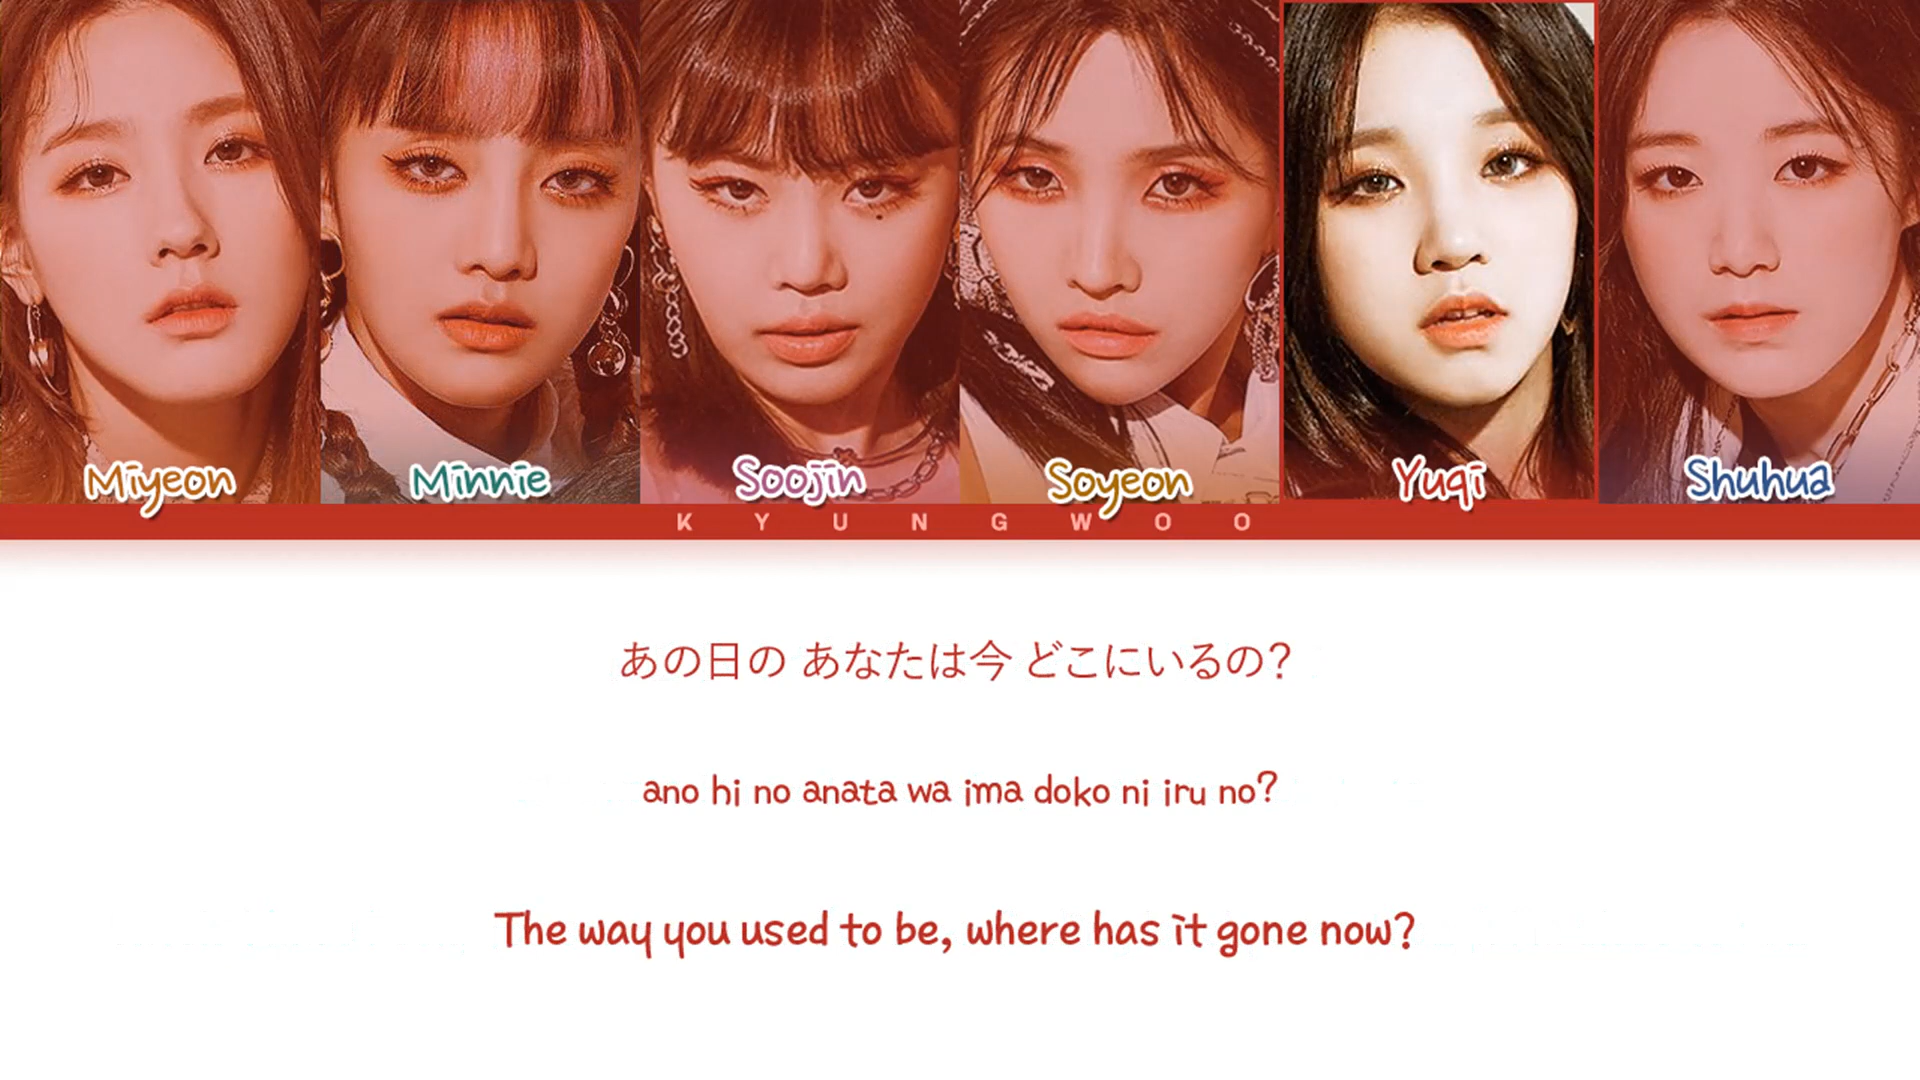 Miyeon Minnie Soojin Soyeon Yuqi Shuhua
KYUNGWOO
あの日の あなたは今 どこにいるの?
ano hi no anata wa ima doko ni iru no?
The way you used to be, where has it gone now?